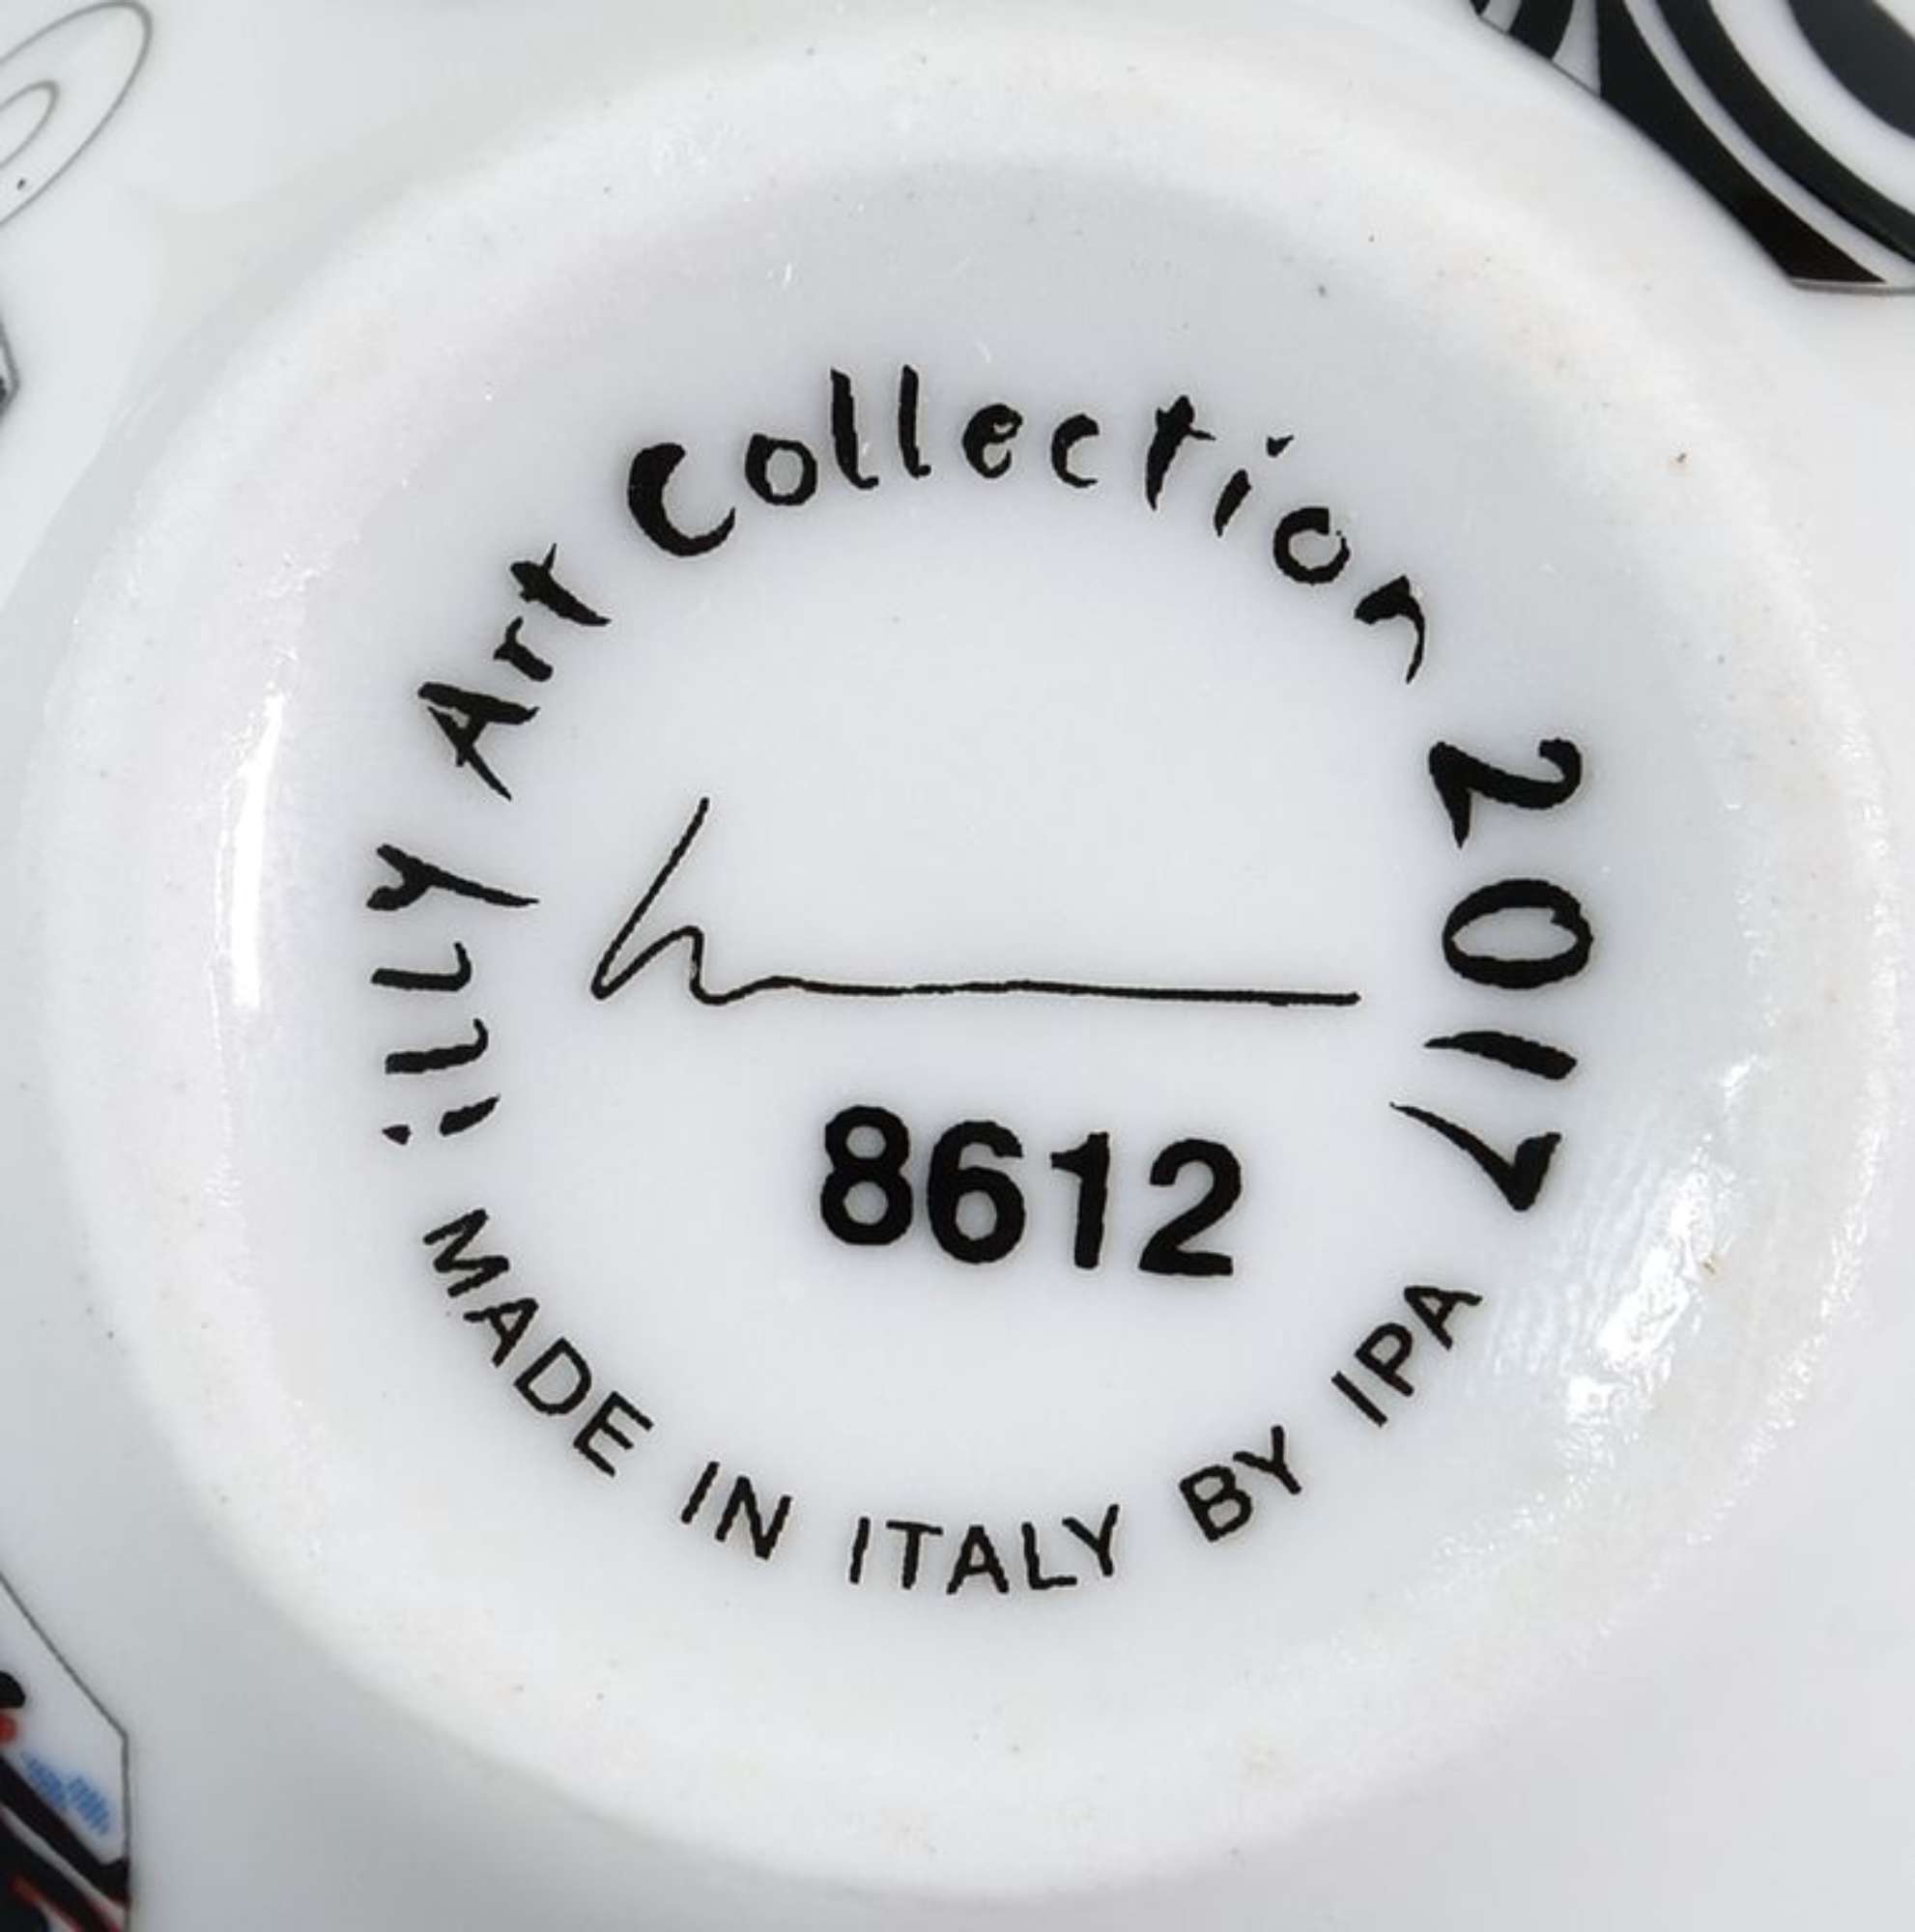 iLLy Art Collection 2017
8612
MADE IN ITALY BY IPA